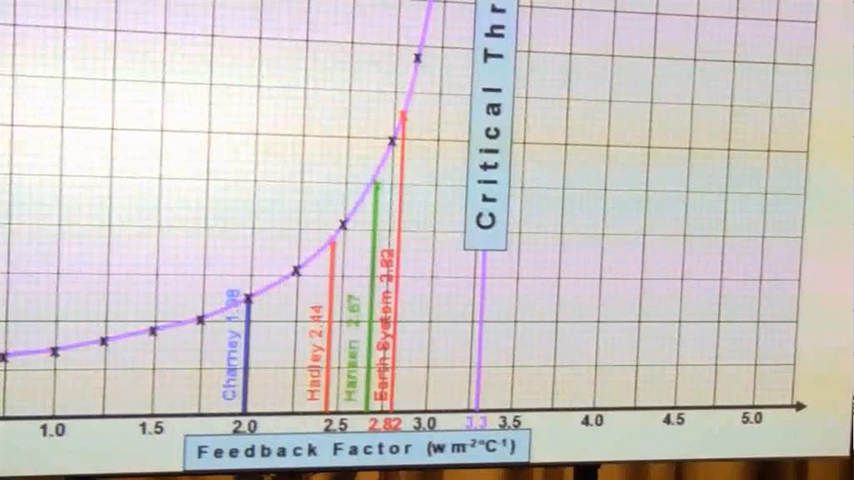 Critical Thr
Charney 1.98
Hadley 2.44
Hansen 2.67
Earth System 2.82
1.0 1.5 2.0 2.5 2.82 3.0 3.3 3.5 4.0 4.5 5.0
Feedback Factor (w m⁻²°C⁻¹)